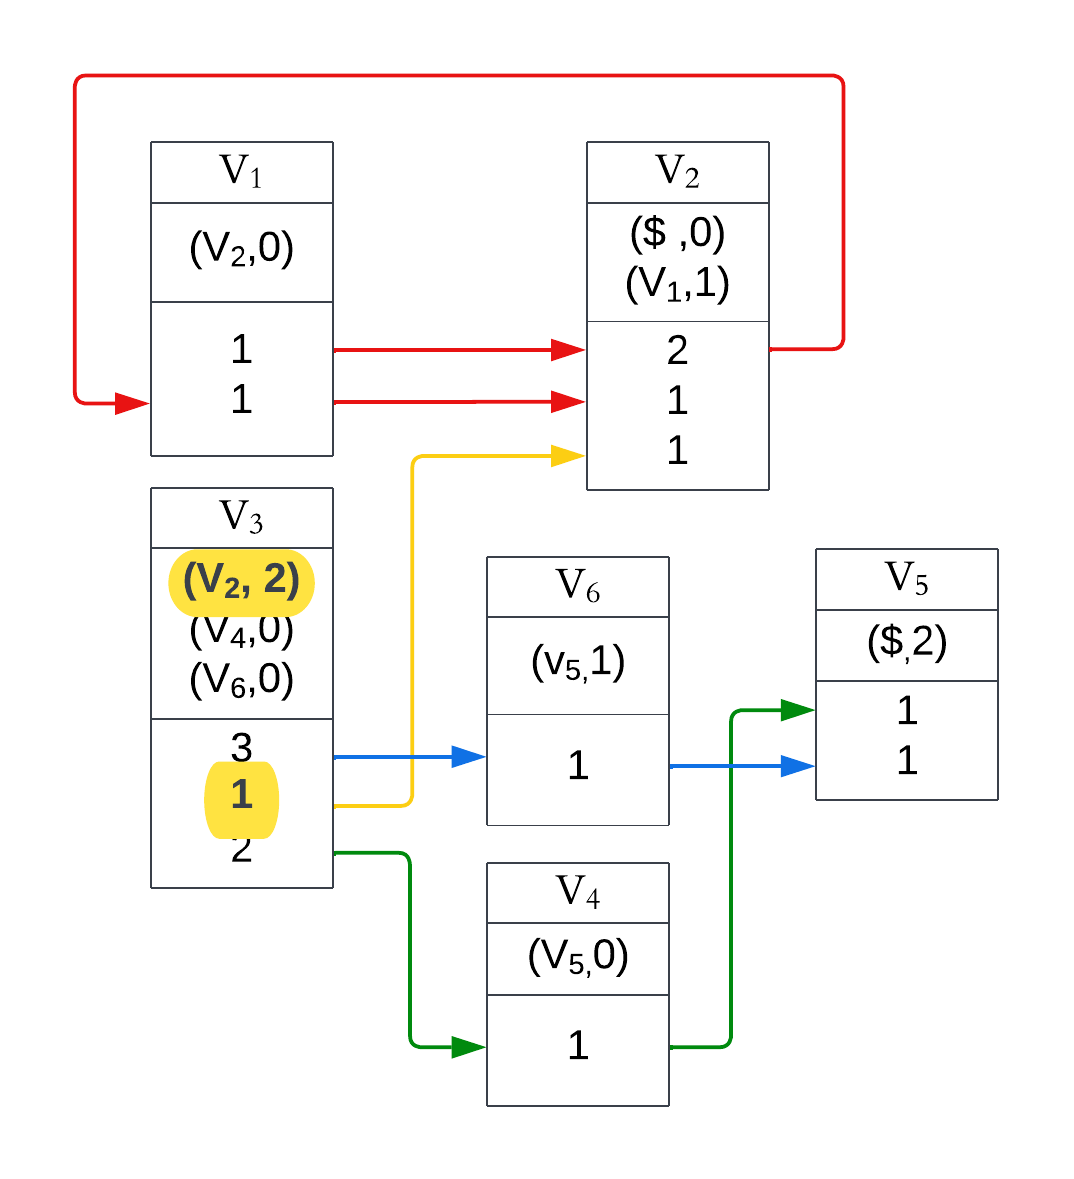 V₁
(V₂,0)
1
1
V₂
($ ,0)
(V₁,1)
2
1
1
V₃
(V₂, 2)
(V₄,0)
(V₆,0)
3
1
2
V₆
(v₅,1)
1
V₅
($,2)
1
1
V₄
(V₅,0)
1